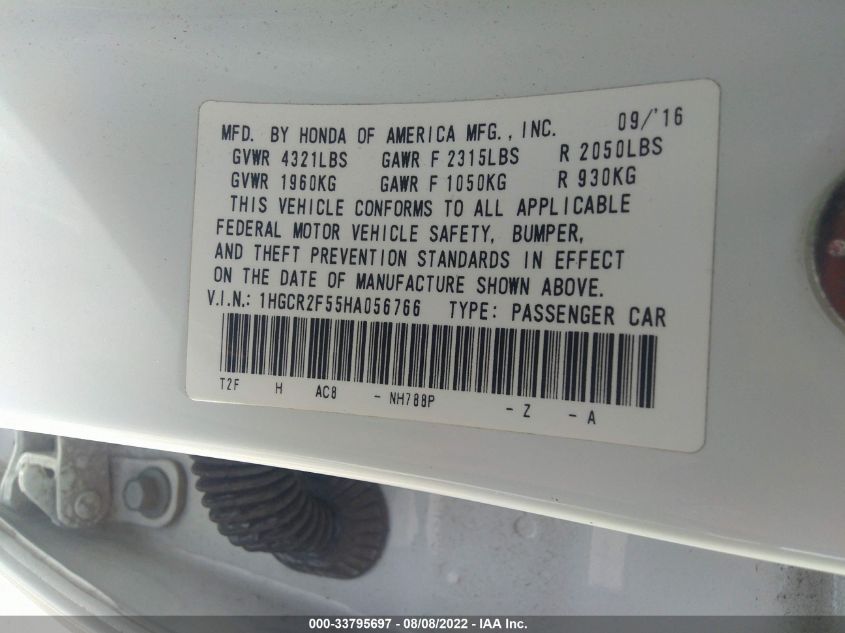 MFD. BY HONDA OF AMERICA MFG., INC. 09/'16
GVWR 4321LBS GAWR F 2315LBS R 2050LBS
GVWR 1960KG GAWR F 1050KG R 930KG
THIS VEHICLE CONFORMS TO ALL APPLICABLE
FEDERAL MOTOR VEHICLE SAFETY, BUMPER,
AND THEFT PREVENTION STANDARDS IN EFFECT
ON THE DATE OF MANUFACTURE SHOWN ABOVE.
V.I.N.: 1HGCR2F55HA056766 TYPE: PASSENGER CAR
T2F H AC8 - NH788P - Z - A
000-33795697 - 08/08/2022 - IAA Inc.